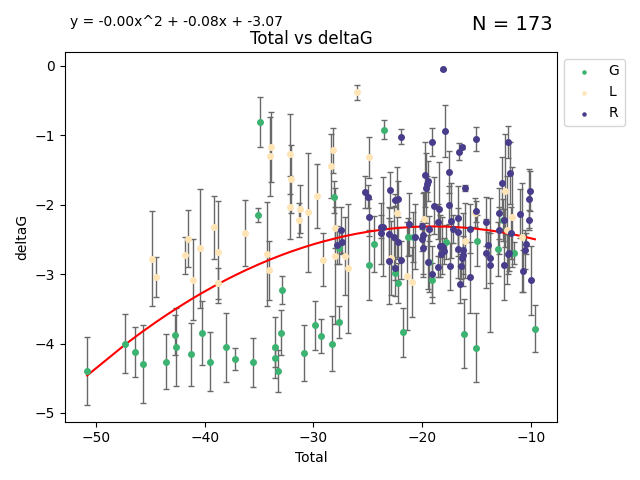 y = -0.00x^2 + -0.08x + -3.07
N = 173
Total vs deltaG
G
L
R
deltaG
0
−1
−2
−3
−4
−5
−50
−40
−30
−20
−10
Total